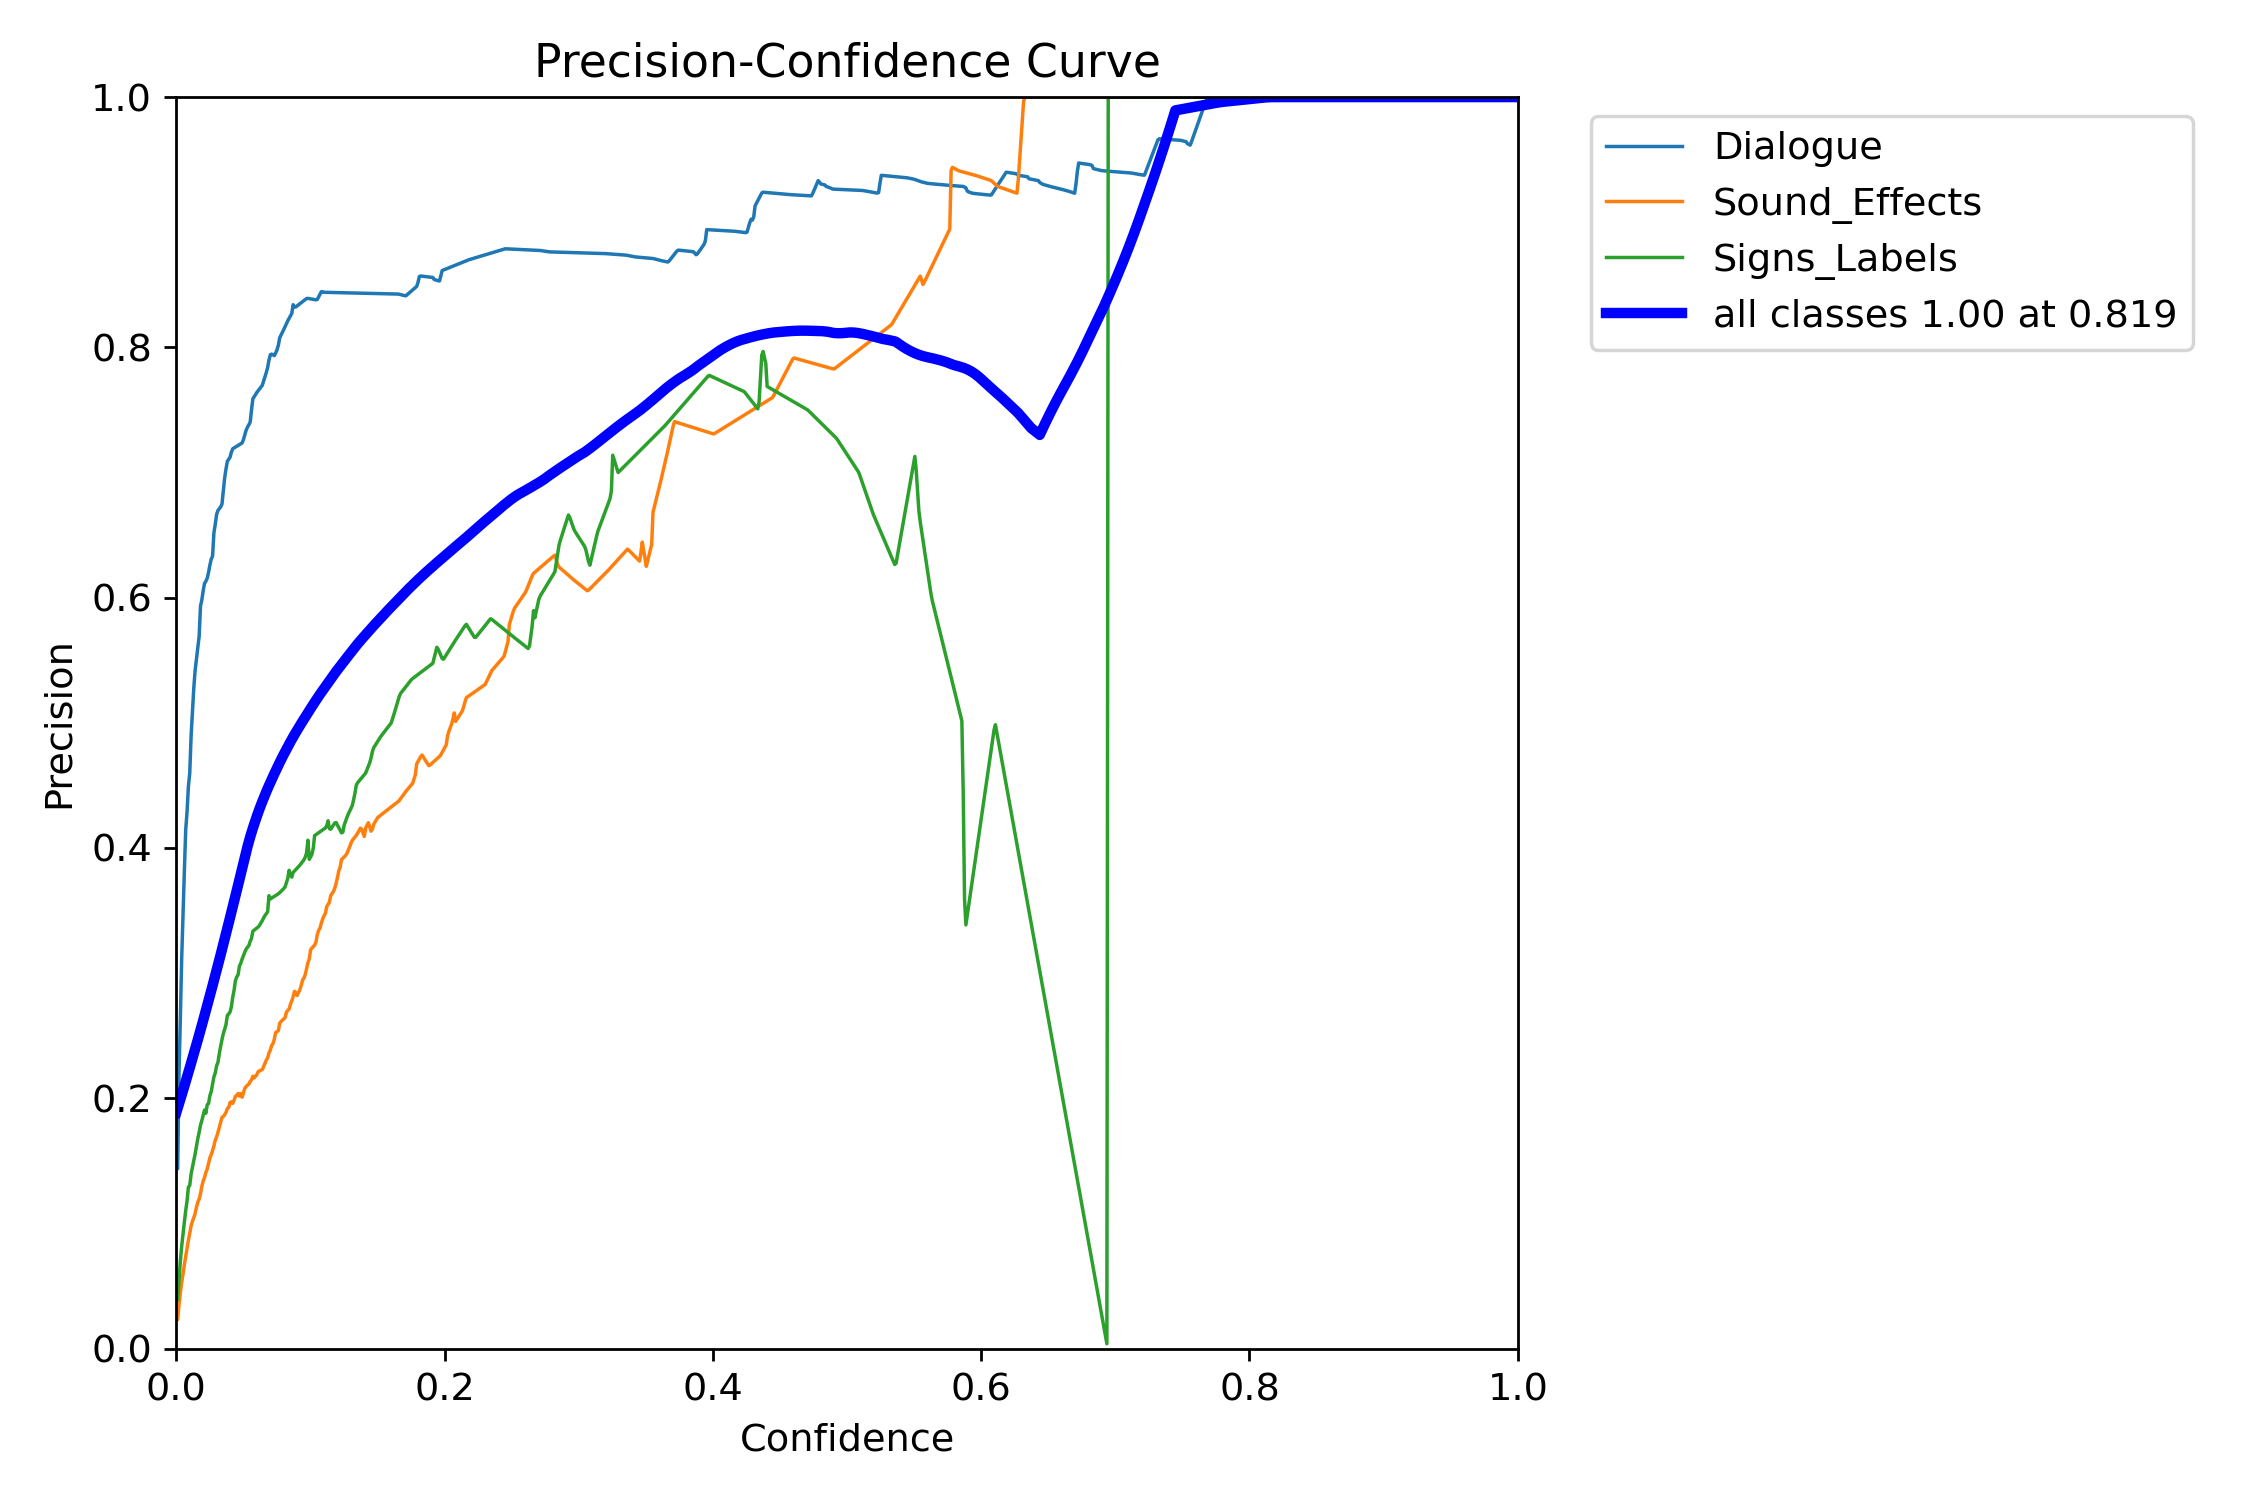 Precision-Confidence Curve
1.0
0.8
0.6
0.4
0.2
0.0
Precision
0.0 0.2 0.4 0.6 0.8 1.0
Confidence
Dialogue
Sound_Effects
Signs_Labels
all classes 1.00 at 0.819